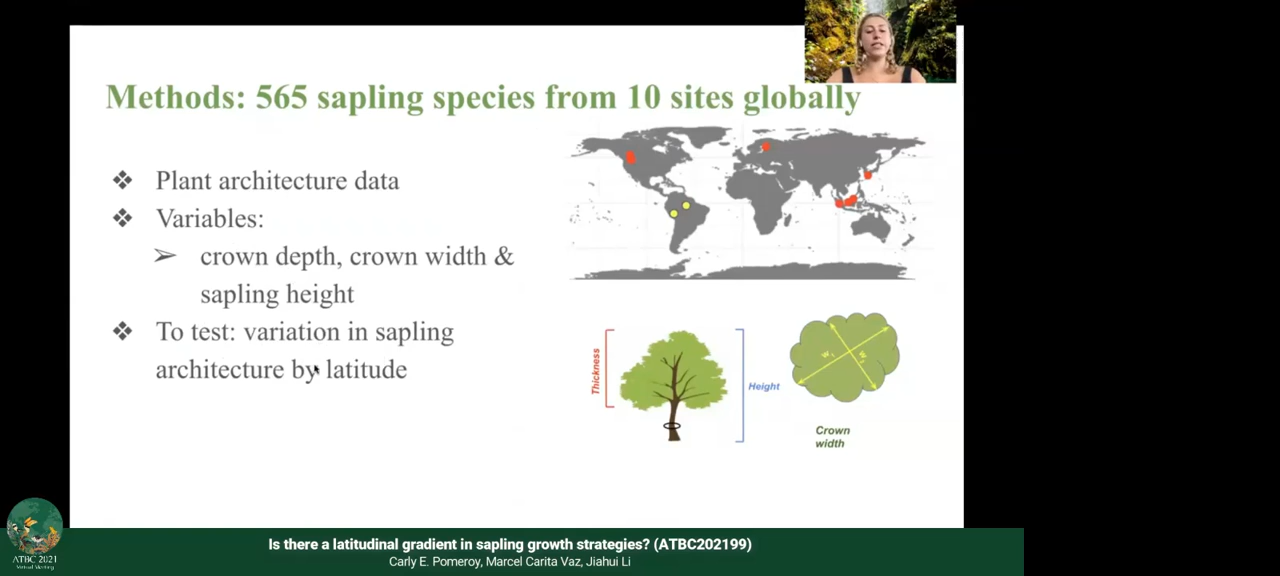 Methods: 565 sapling species from 10 sites globally
❖ Plant architecture data
❖ Variables:
➢ crown depth, crown width &
sapling height
❖ To test: variation in sapling
architecture by latitude
Thickness
Height
Crown
width
ATBC 2021
Virtual Meeting
Is there a latitudinal gradient in sapling growth strategies? (ATBC202199)
Carly E. Pomeroy, Marcel Carita Vaz, Jiahui Li